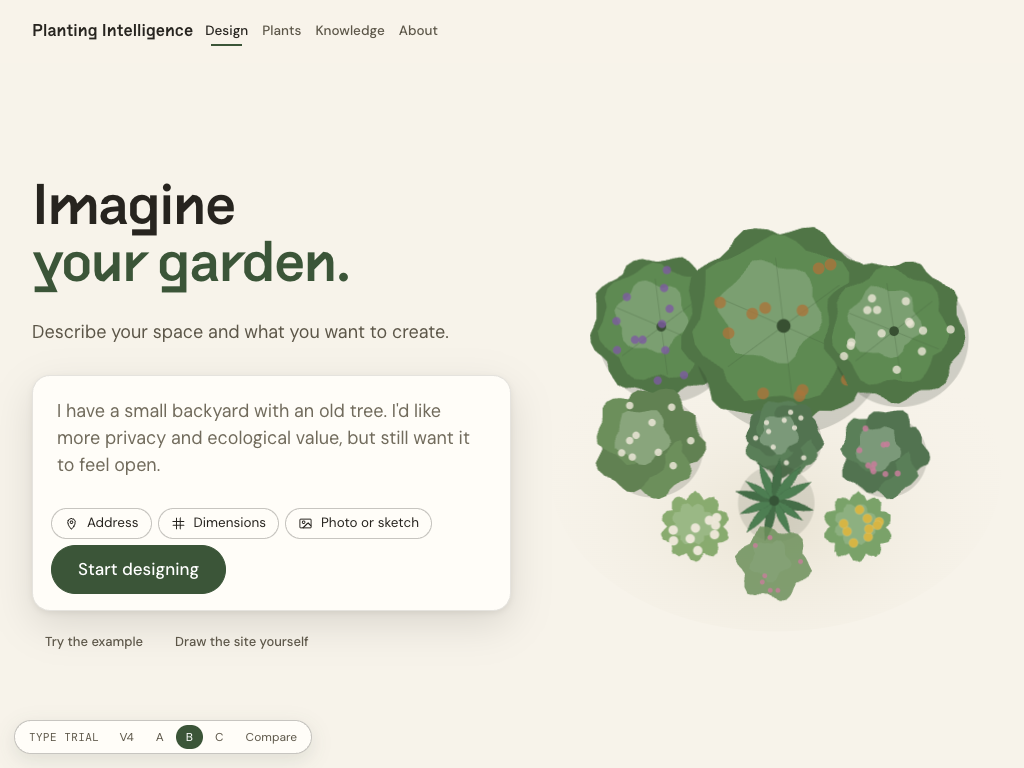 Planting Intelligence Design Plants Knowledge About
Imagine
your garden.
Describe your space and what you want to create.
I have a small backyard with an old tree. I'd like
more privacy and ecological value, but still want it
to feel open.
Address Dimensions Photo or sketch
Start designing
Try the example Draw the site yourself
TYPE TRIAL V4 A B C Compare